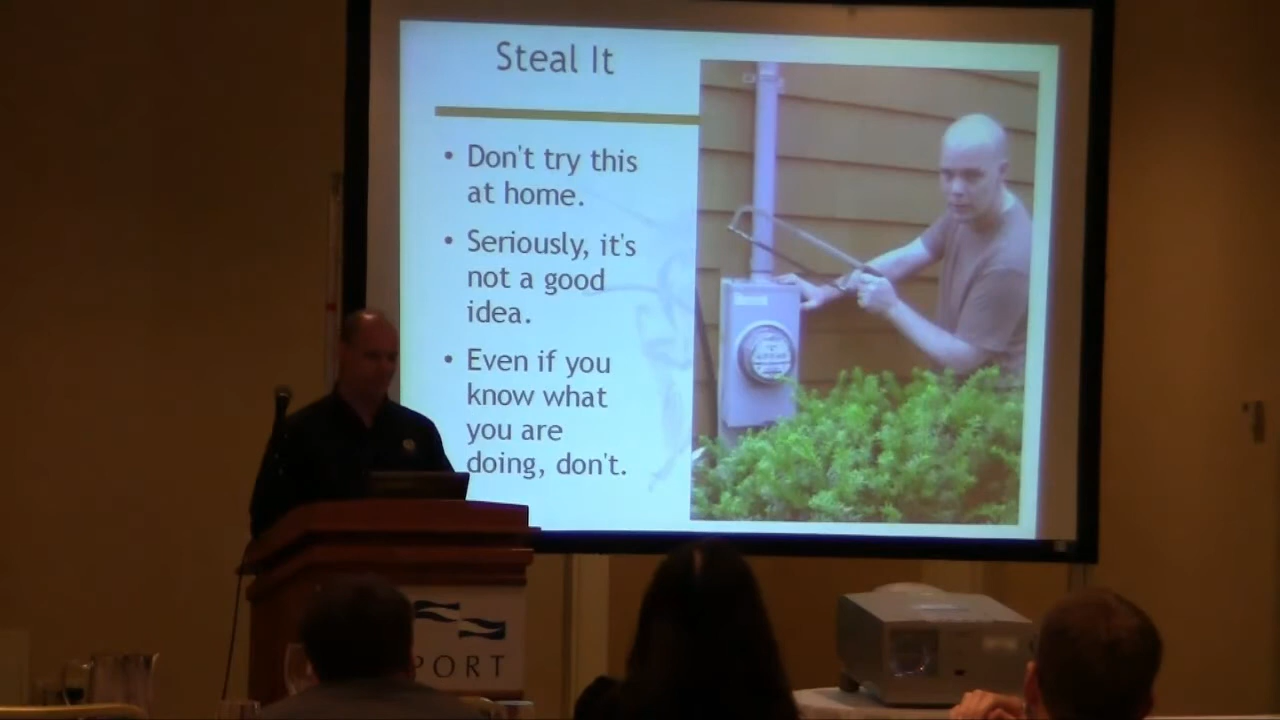 Steal It
• Don't try this
at home.
• Seriously, it's
not a good
idea.
• Even if you
know what
you are
doing, don't.
PORT